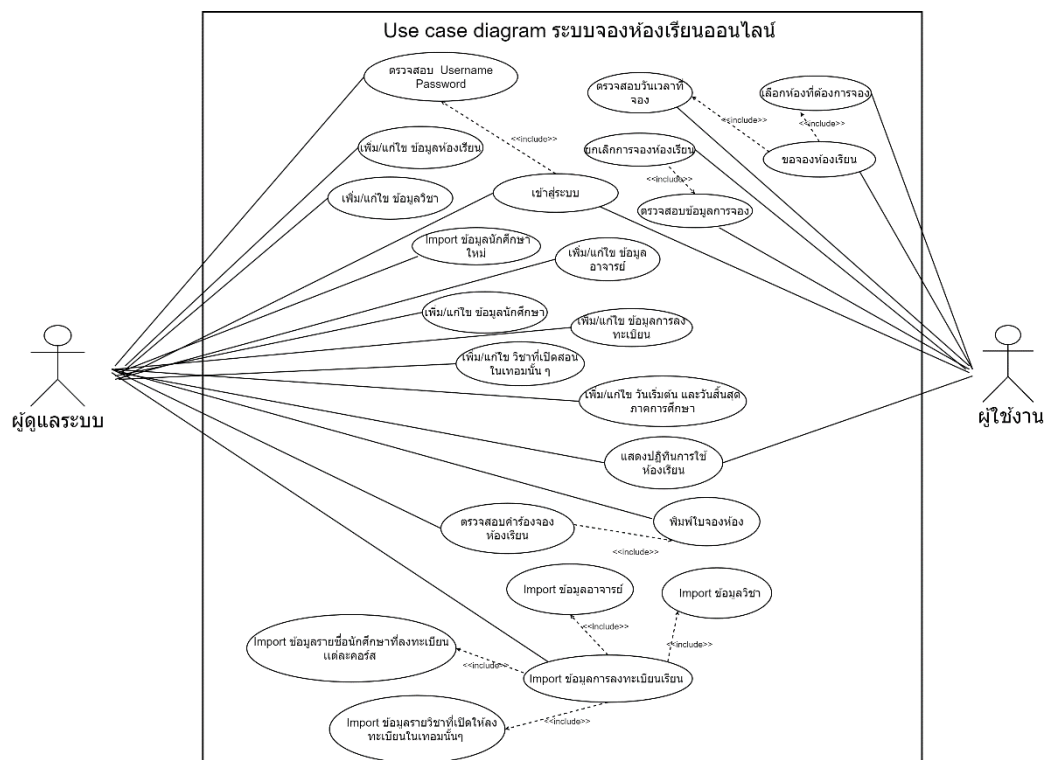 Use case diagram ระบบจองห้องเรียนออนไลน์
ตรวจสอบ Username
Password
ตรวจสอบวันเวลาที่
จอง
เลือกห้องที่ต้องการจอง
<<include>>
<<include>>
<<include>>
เพิ่ม/แก้ไข ข้อมูลห้องเรียน
ยกเลิกการจองห้องเรียน
ขอจองห้องเรียน
<<include>>
เพิ่ม/แก้ไข ข้อมูลวิชา
เข้าสู่ระบบ
ตรวจสอบข้อมูลการจอง
Import ข้อมูลนักศึกษา
ใหม่
เพิ่ม/แก้ไข ข้อมูล
อาจารย์
เพิ่ม/แก้ไข ข้อมูลนักศึกษา
เพิ่ม/แก้ไข ข้อมูลการลง
ทะเบียน
เพิ่ม/แก้ไข วิชาที่เปิดสอน
ในเทอมนั้น ๆ
เพิ่ม/แก้ไข วันเริ่มต้น และวันสิ้นสุด
ภาคการศึกษา
ผู้ดูแลระบบ
ผู้ใช้งาน
แสดงปฏิทินการใช้
ห้องเรียน
ตรวจสอบคำร้องจอง
ห้องเรียน
พิมพ์ใบจองห้อง
<<include>>
Import ข้อมูลอาจารย์
Import ข้อมูลวิชา
<<include>>
<<include>>
Import ข้อมูลรายชื่อนักศึกษาที่ลงทะเบียน
แต่ละคอร์ส
<<include>>
Import ข้อมูลการลงทะเบียนเรียน
<<include>>
Import ข้อมูลรายวิชาที่เปิดให้ลง
ทะเบียนในเทอมนั้นๆ